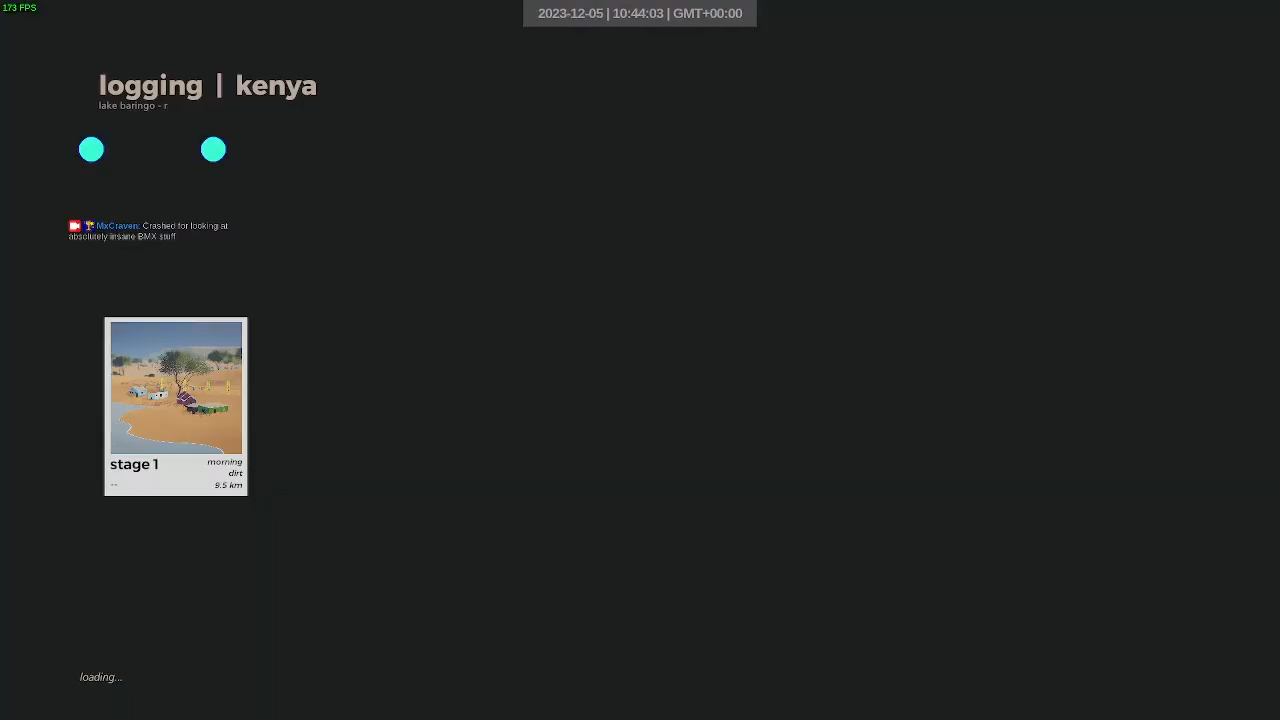 173 FPS
2023-12-05 | 10:44:03 | GMT+00:00
logging | kenya
lake baringo - r
MxCraven: Crashed for looking at
absolutely insane BMX stuff
stage 1
morning
dirt
--
9.5 km
loading...